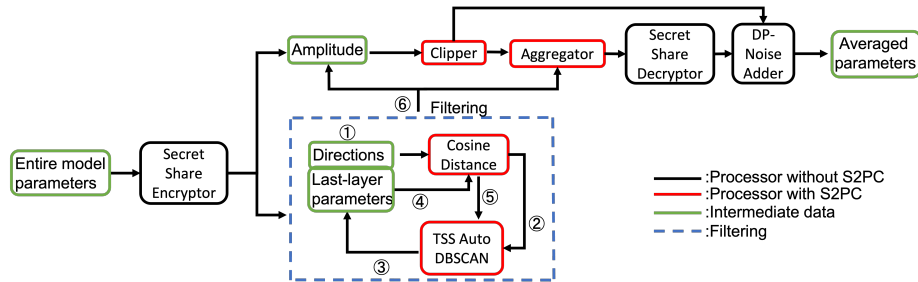 Amplitude
Clipper
Aggregator
Secret
Share
Decryptor
DP-
Noise
Adder
Averaged
parameters
⑥
Filtering
Entire model
parameters
Secret
Share
Encryptor
①
Directions
Last-layer
parameters
Cosine
Distance
④
⑤
②
TSS Auto
DBSCAN
③
:Processor without S2PC
:Processor with S2PC
:Intermediate data
:Filtering